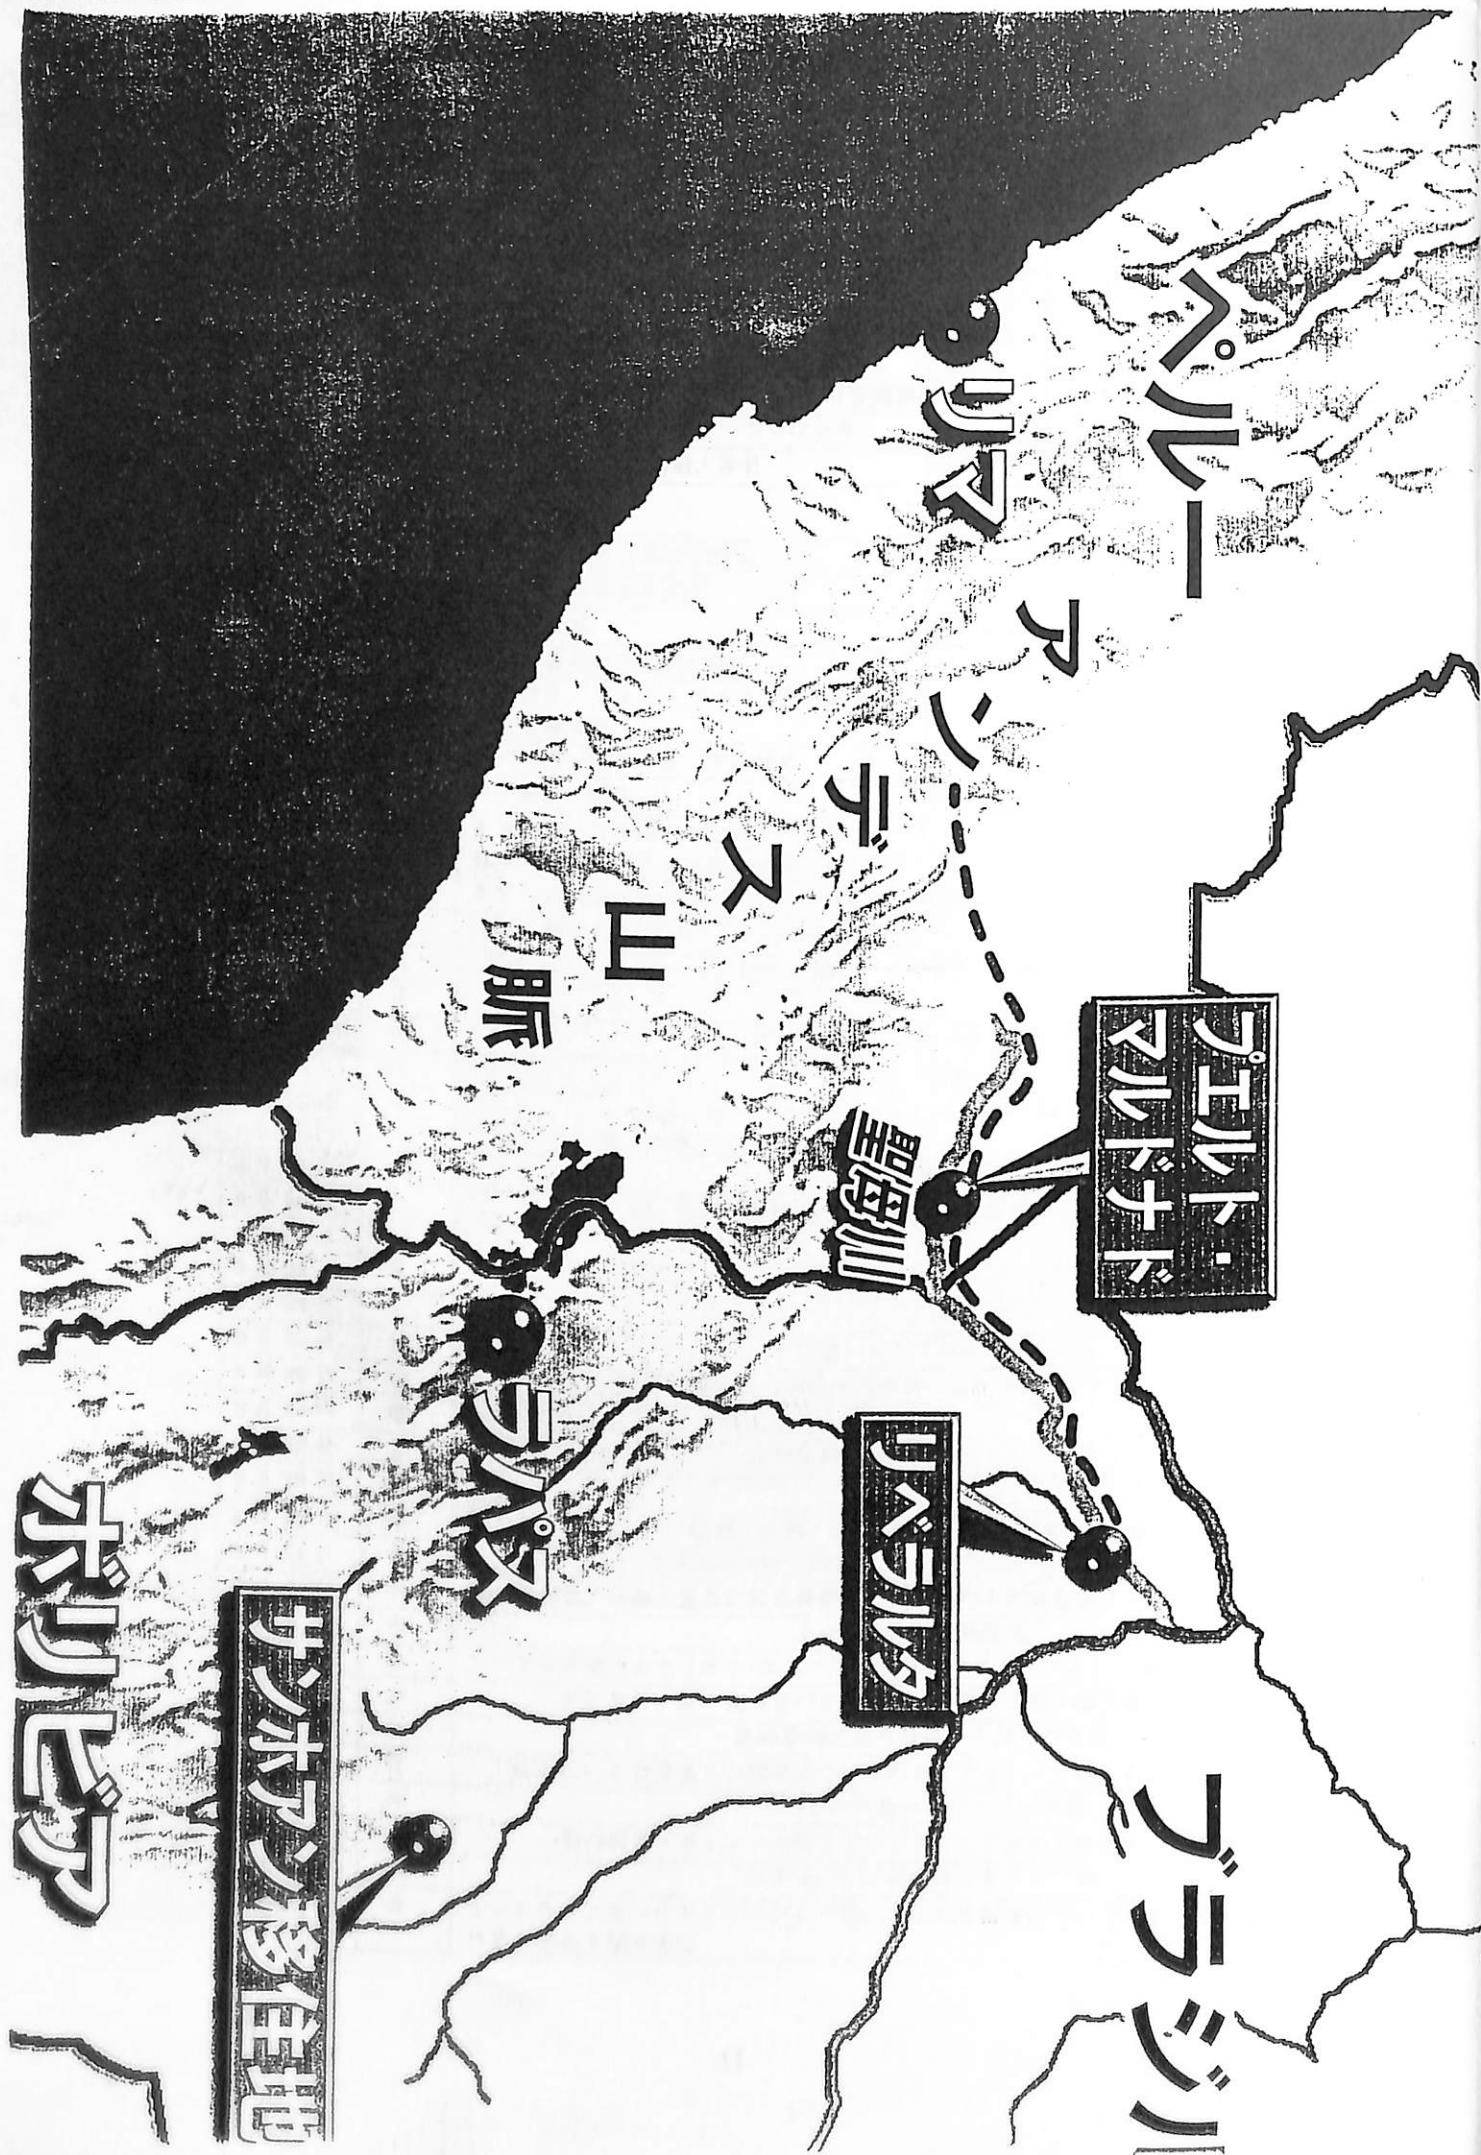 ペルー
リマ
アンデス山脈
プエルト・
マルドナド
聖母川
ブラジル
リベラルタ
ラパス
サンホアン移住地
ボリビア